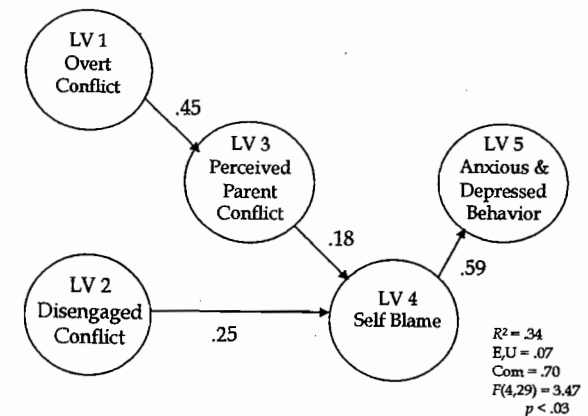 LV 1
Overt
Conflict
.45
LV 3
Perceived
Parent
Conflict
LV 5
Anxious &
Depressed
Behavior
.18
.59
LV 2
Disengaged
Conflict
.25
LV 4
Self Blame
R² = .34
E,U = .07
Com = .70
F(4,29) = 3.47
p < .03